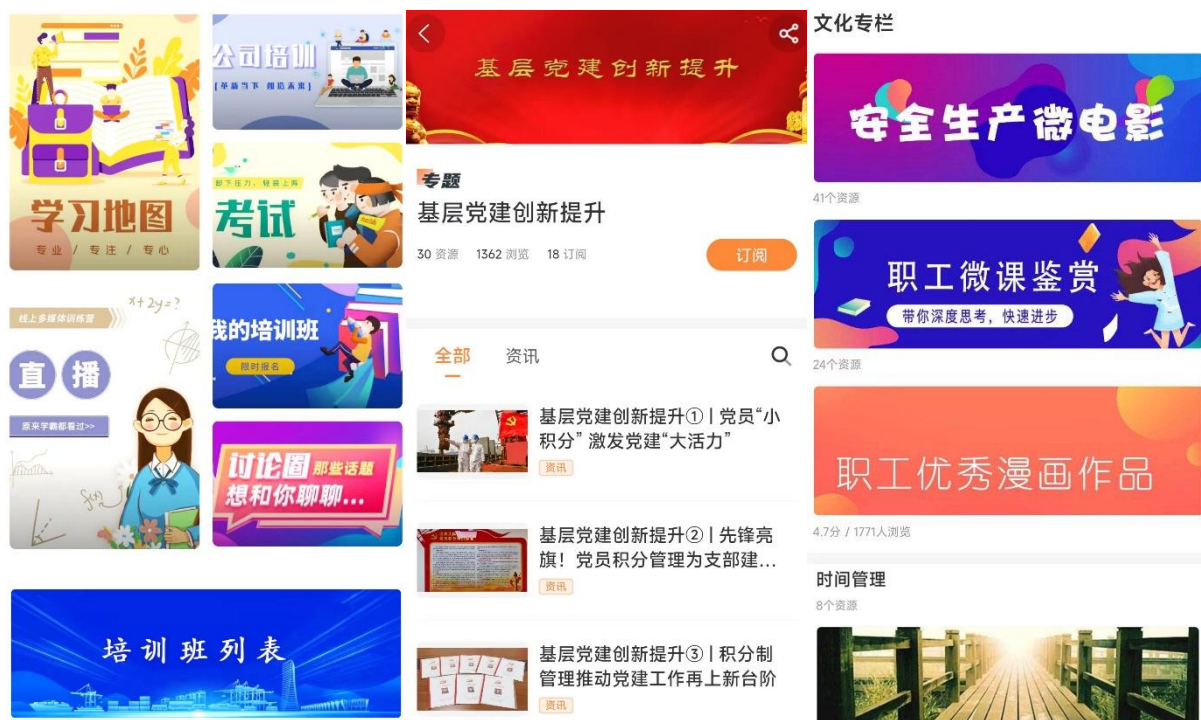 学习地图
专业 / 专注 / 专心
公司培训
[革新当下 创造未来]
卸下压力，轻装上阵
考试
x+2y=?
线上多媒体训练营
直播
原来学霸都看过>>
f(x)
我的培训班
限时报名
讨论圈 那些话题
想和你聊聊...
培训班列表
基层党建创新提升
专题
基层党建创新提升
30 资源 1362 浏览 18 订阅
订阅
全部 资讯
基层党建创新提升① | 党员“小
积分” 激发党建“大活力”
资讯
基层党建创新提升② | 先锋亮
旗！党员积分管理为支部建...
资讯
基层党建创新提升③ | 积分制
管理推动党建工作再上新台阶
资讯
文化专栏
安全生产微电影
41个资源
职工微课鉴赏
带你深度思考，快速进步
24个资源
职工优秀漫画作品
4.7分 / 1771人浏览
时间管理
8个资源